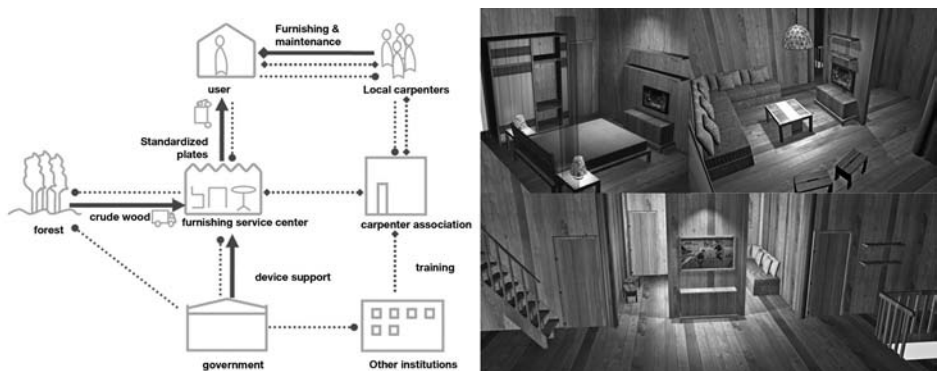 Furnishing &
maintenance
user
Local carpenters
Standardized
plates
crude wood
forest
furnishing service center
carpenter association
device support
training
government
Other institutions